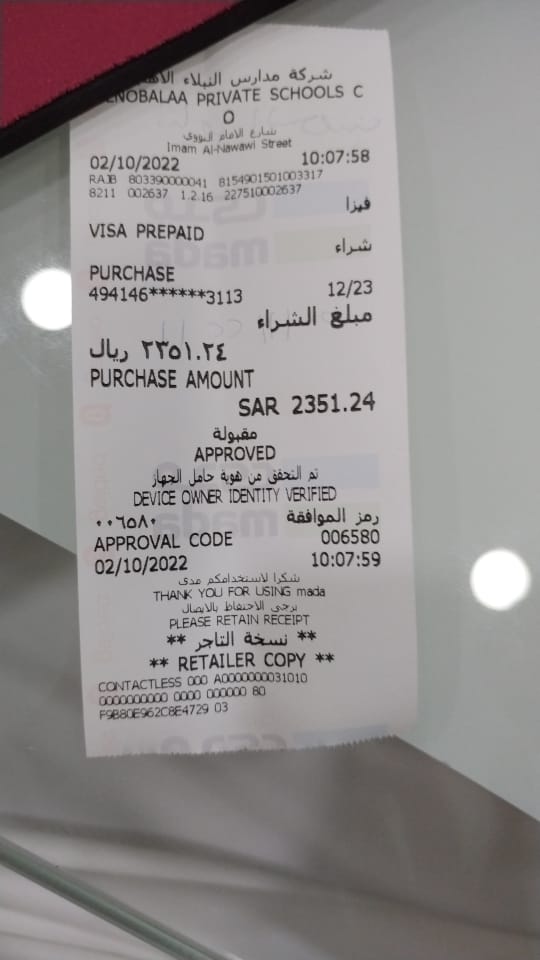 شركة مدارس النبلاء
ENOBALAA PRIVATE SCHOOLS C
O
شارع الامام النووي
Imam Al-Nawawi Street
02/10/2022 10:07:58
RAJB 803390000041 8154901501003317
8211 002637 1.2.16 227510002637
فيزا
VISA PREPAID
شراء
PURCHASE
494146******3113 12/23
مبلغ الشراء
٢٣٥١.٢٤ ريال
PURCHASE AMOUNT
SAR 2351.24
مقبولة
APPROVED
تم التحقق من هوية حامل الجهاز
DEVICE OWNER IDENTITY VERIFIED
رمز الموافقة ٠٠٦٥٨٠
APPROVAL CODE 006580
02/10/2022 10:07:59
شكرا لاستخدامكم مدى
THANK YOU FOR USING mada
يرجى الاحتفاظ بالايصال
PLEASE RETAIN RECEIPT
** نسخة التاجر **
** RETAILER COPY **
CONTACTLESS 000 A0000000031010
0000000000 0000 000000 80
F9B80E962C8E4729 03